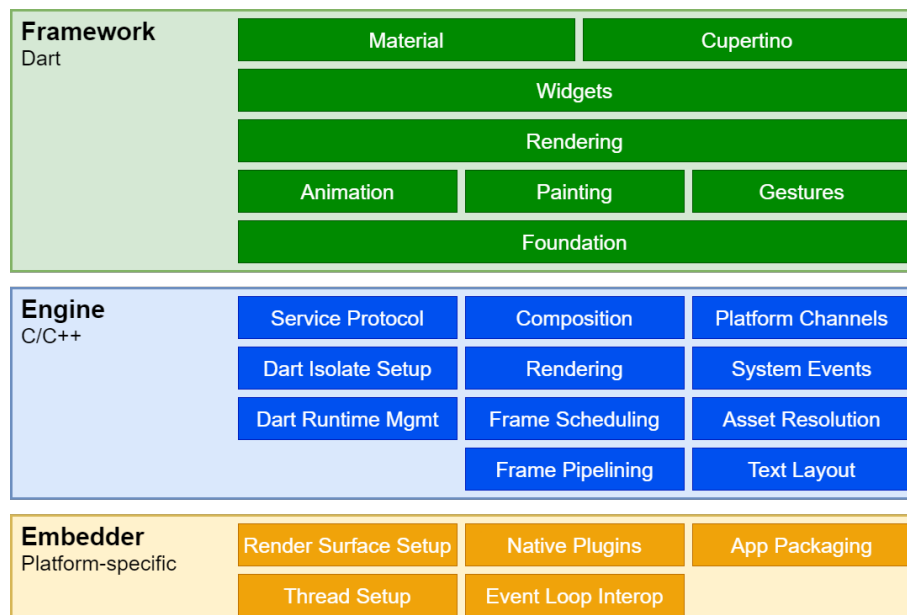 Framework
Dart
Material
Cupertino
Widgets
Rendering
Animation
Painting
Gestures
Foundation
Engine
C/C++
Service Protocol
Composition
Platform Channels
Dart Isolate Setup
Rendering
System Events
Dart Runtime Mgmt
Frame Scheduling
Asset Resolution
Frame Pipelining
Text Layout
Embedder
Platform-specific
Render Surface Setup
Native Plugins
App Packaging
Thread Setup
Event Loop Interop